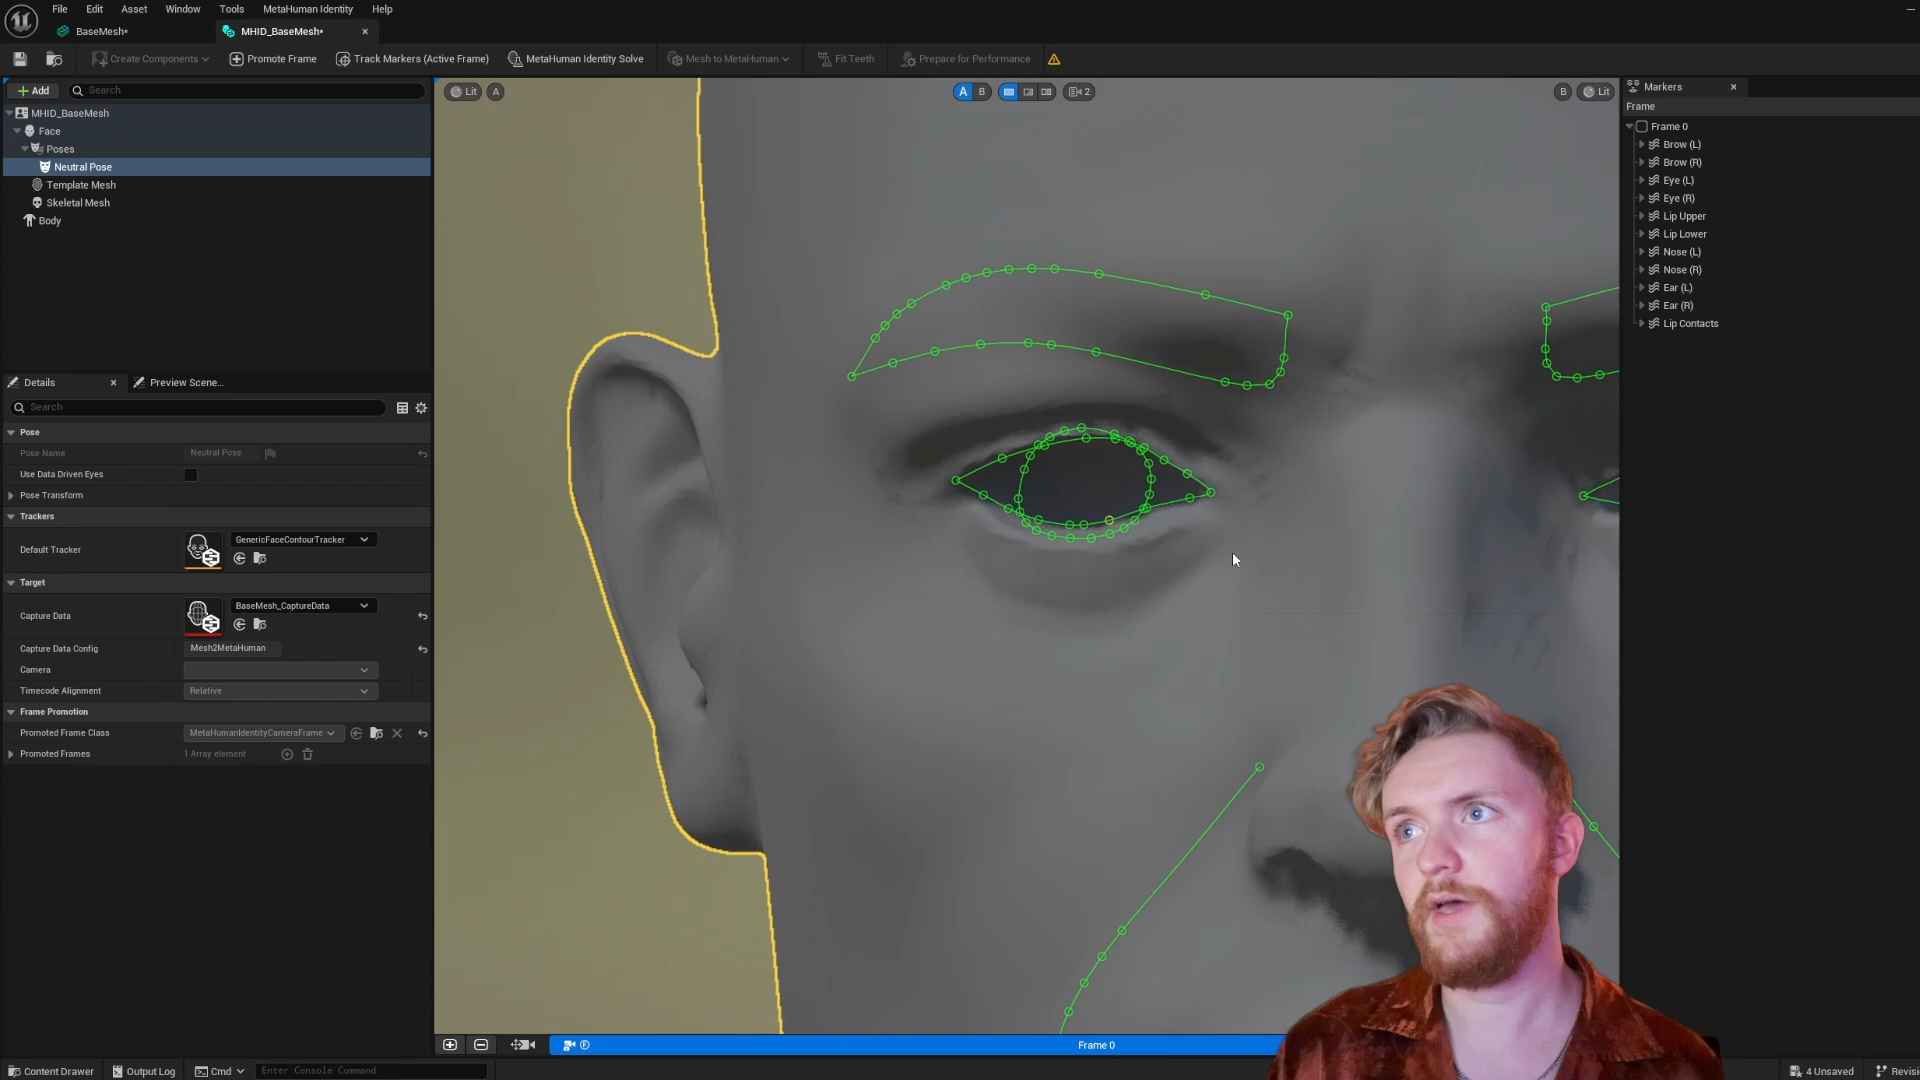 File Edit Asset Window Tools MetaHuman Identity Help
BaseMesh* MHID_BaseMesh*
Create Components Promote Frame Track Markers (Active Frame) MetaHuman Identity Solve Mesh to MetaHuman Fit Teeth Prepare for Performance
Add Search
MHID_BaseMesh
Face
Poses
Neutral Pose
Template Mesh
Skeletal Mesh
Body
Details Preview Scene...
Search
Pose
Pose Name Neutral Pose
Use Data Driven Eyes
Pose Transform
Trackers
Default Tracker GenericFaceContourTracker
Target
Capture Data BaseMesh_CaptureData
Capture Data Config Mesh2MetaHuman
Camera
Timecode Alignment Relative
Frame Promotion
Promoted Frame Class MetaHumanIdentityCameraFrame
Promoted Frames 1 Array element
Lit A A B 2 B Lit
Frame 0
Markers
Frame
Frame 0
Brow (L)
Brow (R)
Eye (L)
Eye (R)
Lip Upper
Lip Lower
Nose (L)
Nose (R)
Ear (L)
Ear (R)
Lip Contacts
Content Drawer Output Log Cmd Enter Console Command 4 Unsaved Revisio